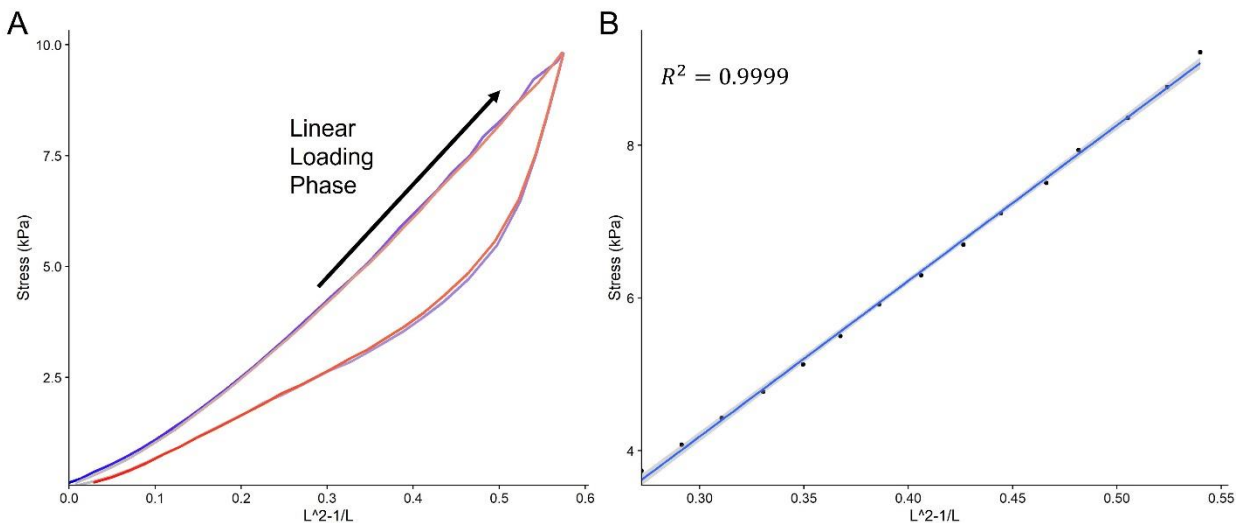 A
10.0
7.5
5.0
2.5
Stress (kPa)
Linear
Loading
Phase
0.0 0.1 0.2 0.3 0.4 0.5 0.6
L^2-1/L
B
R² = 0.9999
8
6
4
Stress (kPa)
0.30 0.35 0.40 0.45 0.50 0.55
L^2-1/L